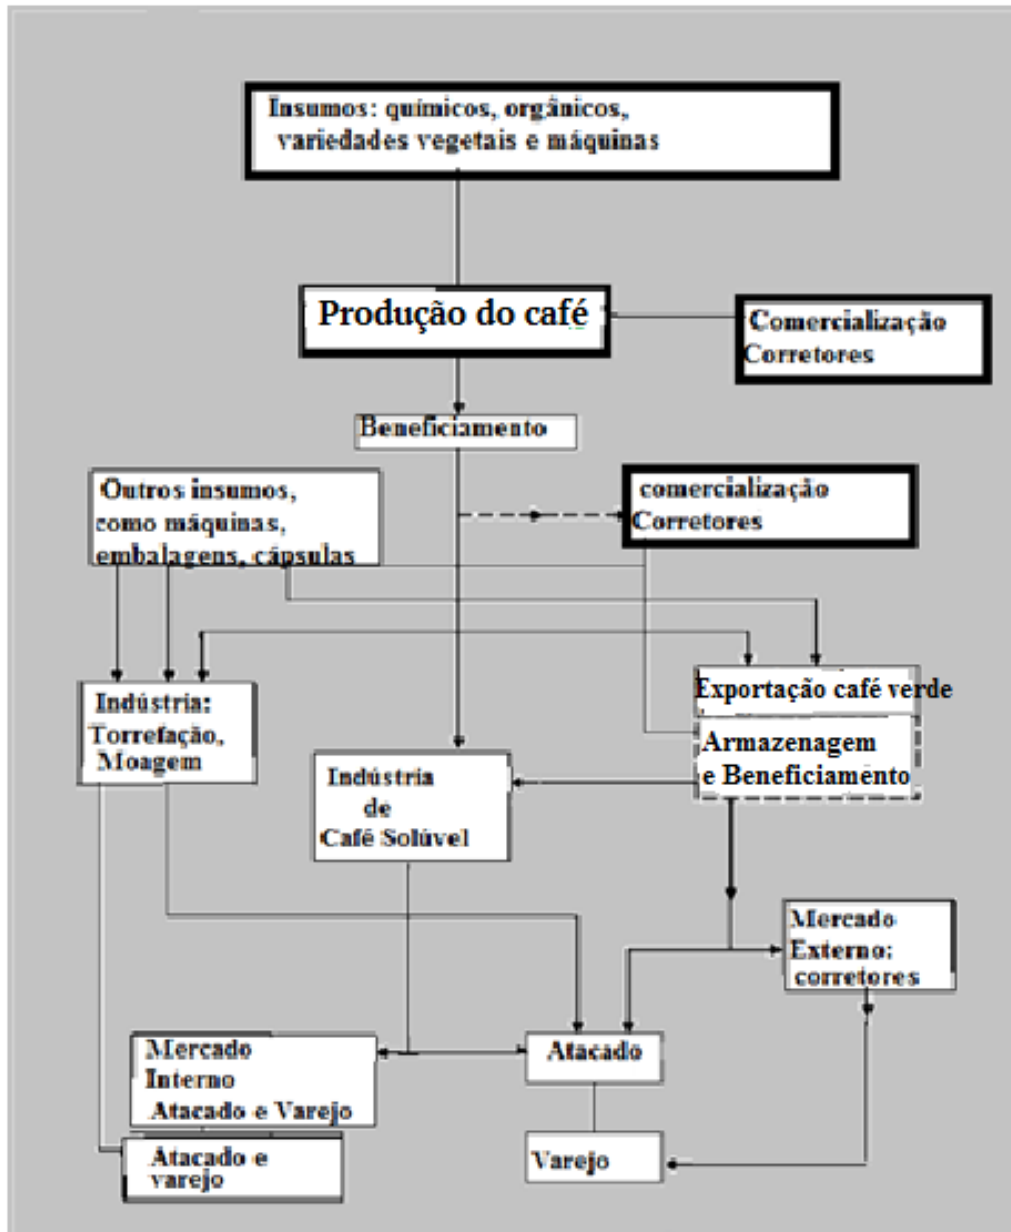 Insumos: químicos, orgânicos,
variedades vegetais e máquinas
Produção do café
Comercialização
Corretores
Beneficiamento
Outros insumos,
como máquinas,
embalagens, cápsulas
comercialização
Corretores
Exportação café verde
Armazenagem
e Beneficiamento
Indústria:
Torrefação,
Moagem
Indústria
de
Café Solúvel
Mercado
Externo:
corretores
Mercado
Interno
Atacado e Varejo
Atacado
Atacado e
varejo
Varejo